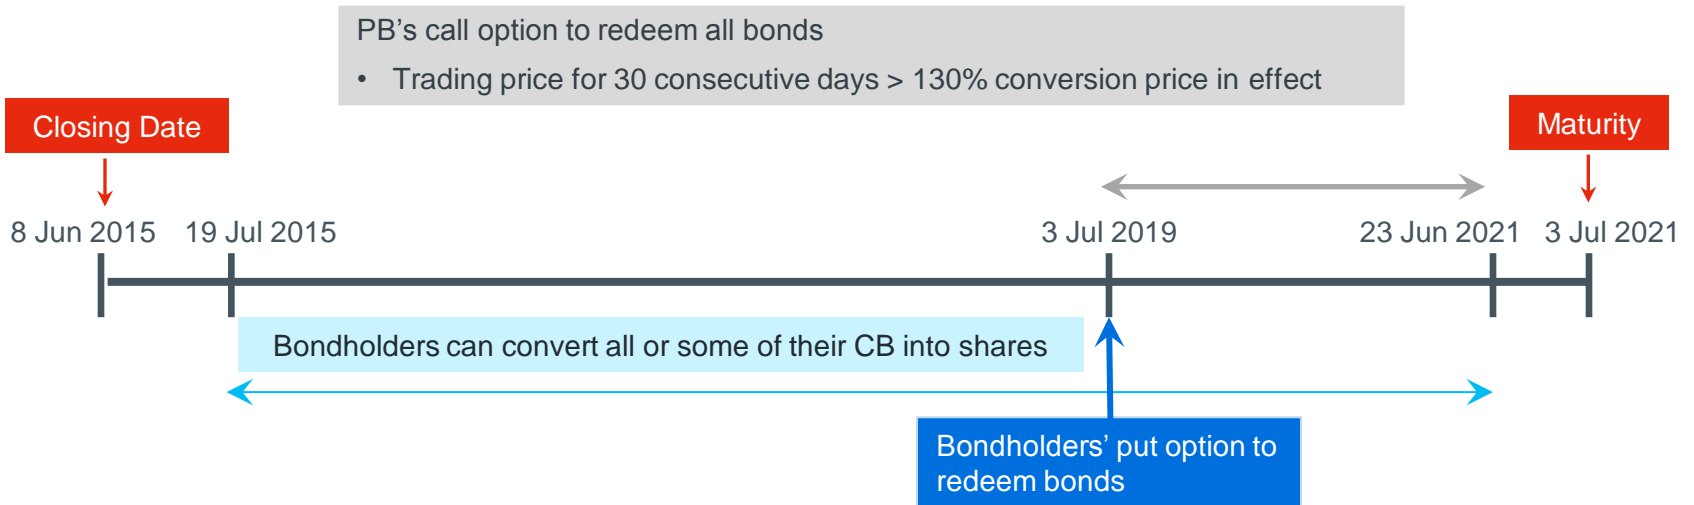 PB’s call option to redeem all bonds
• Trading price for 30 consecutive days > 130% conversion price in effect
Closing Date
Maturity
8 Jun 2015
19 Jul 2015
3 Jul 2019
23 Jun 2021
3 Jul 2021
Bondholders can convert all or some of their CB into shares
Bondholders’ put option to
redeem bonds